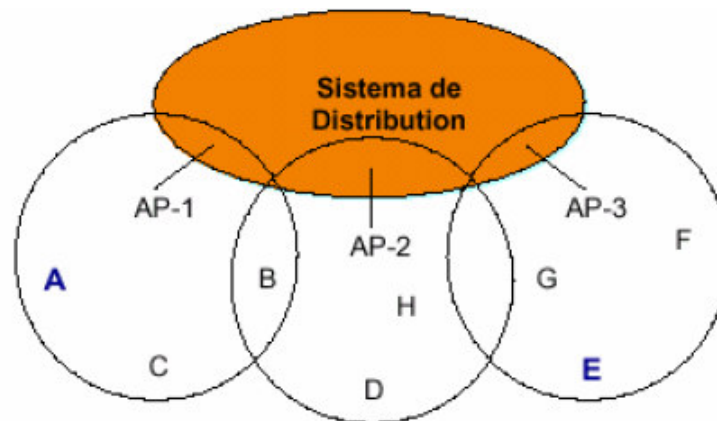 Sistema de
Distribution
AP-1
AP-2
AP-3
A
B
C
D
H
G
F
E